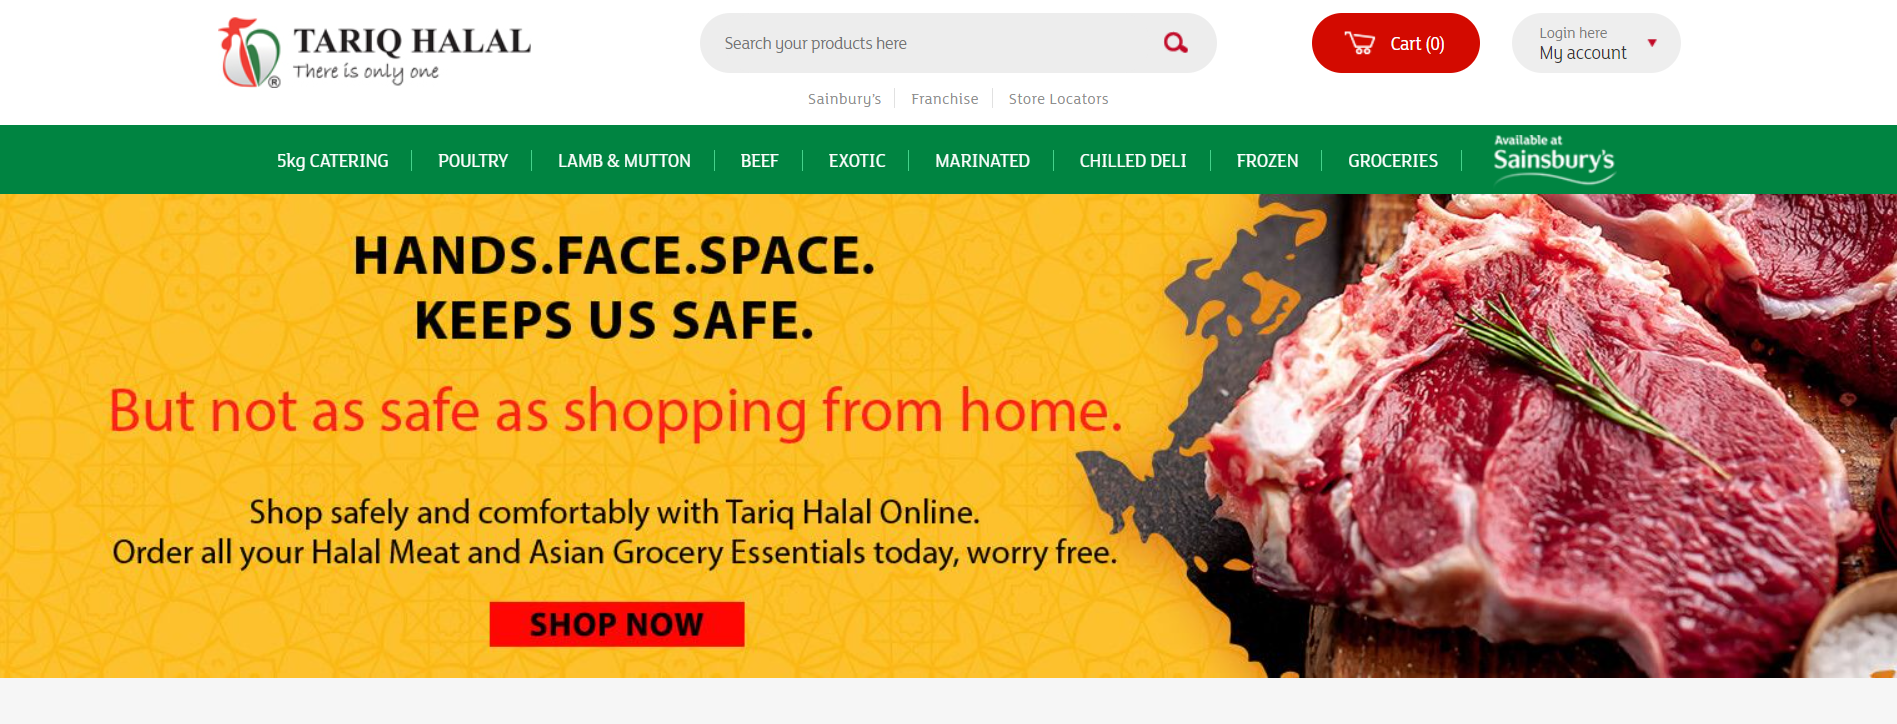 TARIQ HALAL
There is only one
®
Search your products here
Cart (0)
Login here
My account
Sainsbury's
Franchise
Store Locators
5kg CATERING
POULTRY
LAMB & MUTTON
BEEF
EXOTIC
MARINATED
CHILLED DELI
FROZEN
GROCERIES
Available at
Sainsbury's
HANDS.FACE.SPACE.
KEEPS US SAFE.
But not as safe as shopping from home.
Shop safely and comfortably with Tariq Halal Online.
Order all your Halal Meat and Asian Grocery Essentials today, worry free.
SHOP NOW